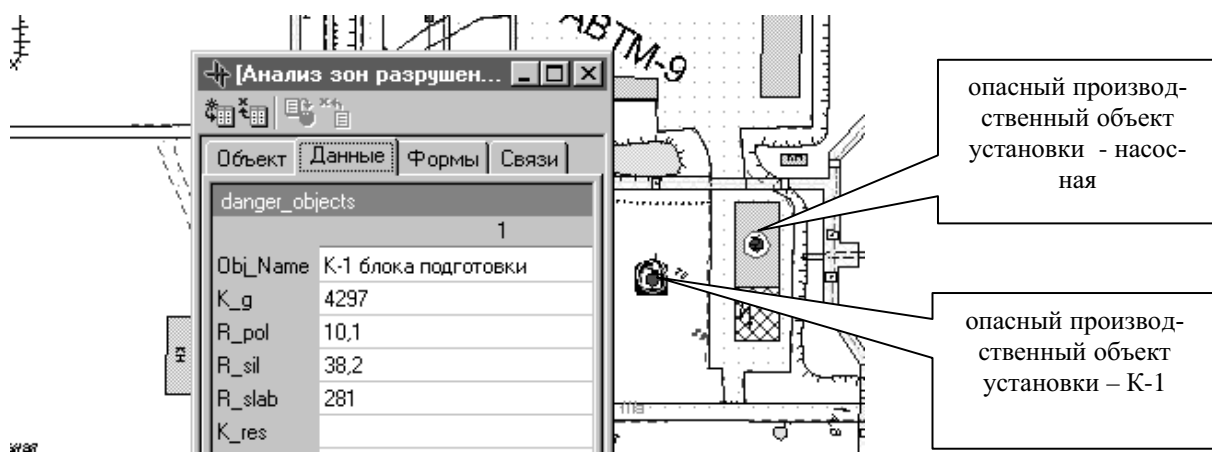 АВТМ-9
[Анализ зон разрушен...
Объект Данные Формы Связи
danger_objects
1
Obj_Name К-1 блока подготовки
K_g 4297
R_pol 10,1
R_sil 38,2
R_slab 281
K_res
опасный производ-
ственный объект
установки - насос-
ная
опасный производ-
ственный объект
установки – К-1